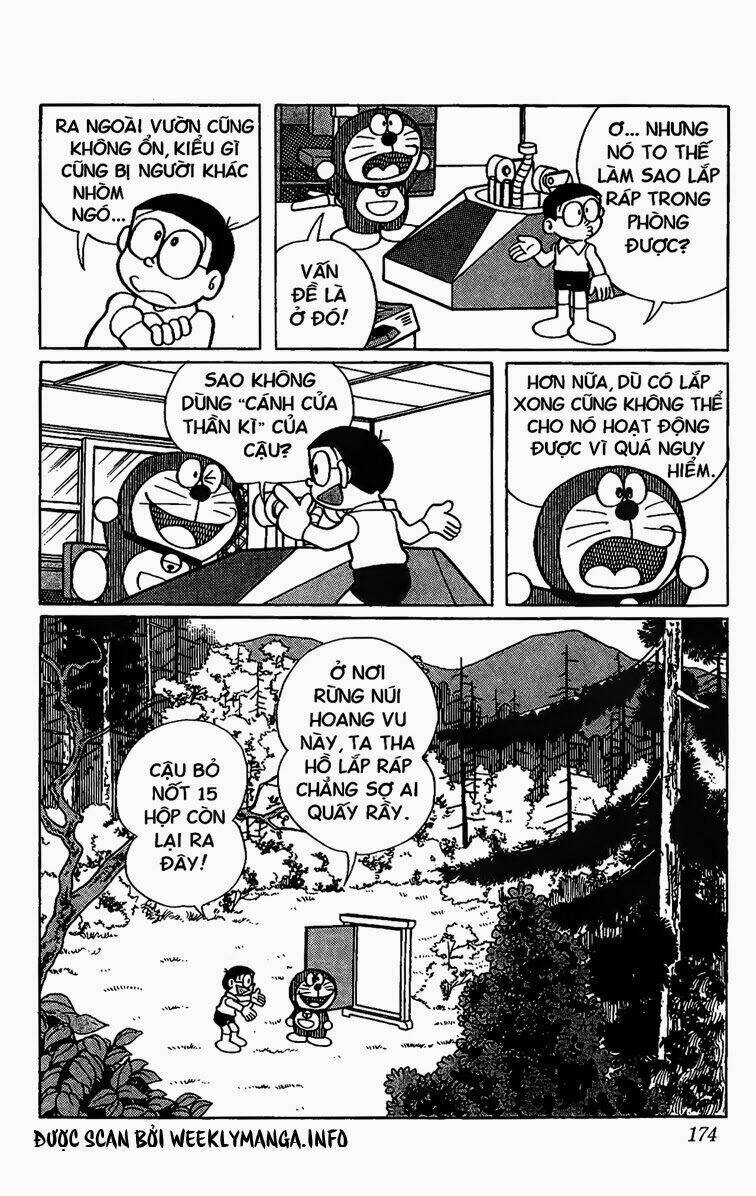 Ơ... NHƯNG
NÓ TO THẾ
LÀM SAO LẮP
RÁP TRONG
PHÒNG
ĐƯỢC?
VẤN
ĐỀ LÀ
Ở ĐÓ!
RA NGOÀI VƯỜN CŨNG
KHÔNG ỔN, KIỂU GÌ
CŨNG BỊ NGƯỜI KHÁC
NHÒM
NGÓ...
HƠN NỮA, DÙ CÓ LẮP
XONG CŨNG KHÔNG THỂ
CHO NÓ HOẠT ĐỘNG
ĐƯỢC VÌ QUÁ NGUY
HIỂM.
SAO KHÔNG
DÙNG "CÁNH CỬA
THẦN KÌ" CỦA
CẬU?
Ở NƠI
RỪNG NÚI
HOANG VU
NÀY, TA THA
HỒ LẮP RÁP
CHẲNG SỢ AI
QUẤY RẦY.
CẬU BỎ
NỐT 15
HỘP CÒN
LẠI RA
ĐÂY!
ĐƯỢC SCAN BỞI WEEKLYMANGA.INFO
174